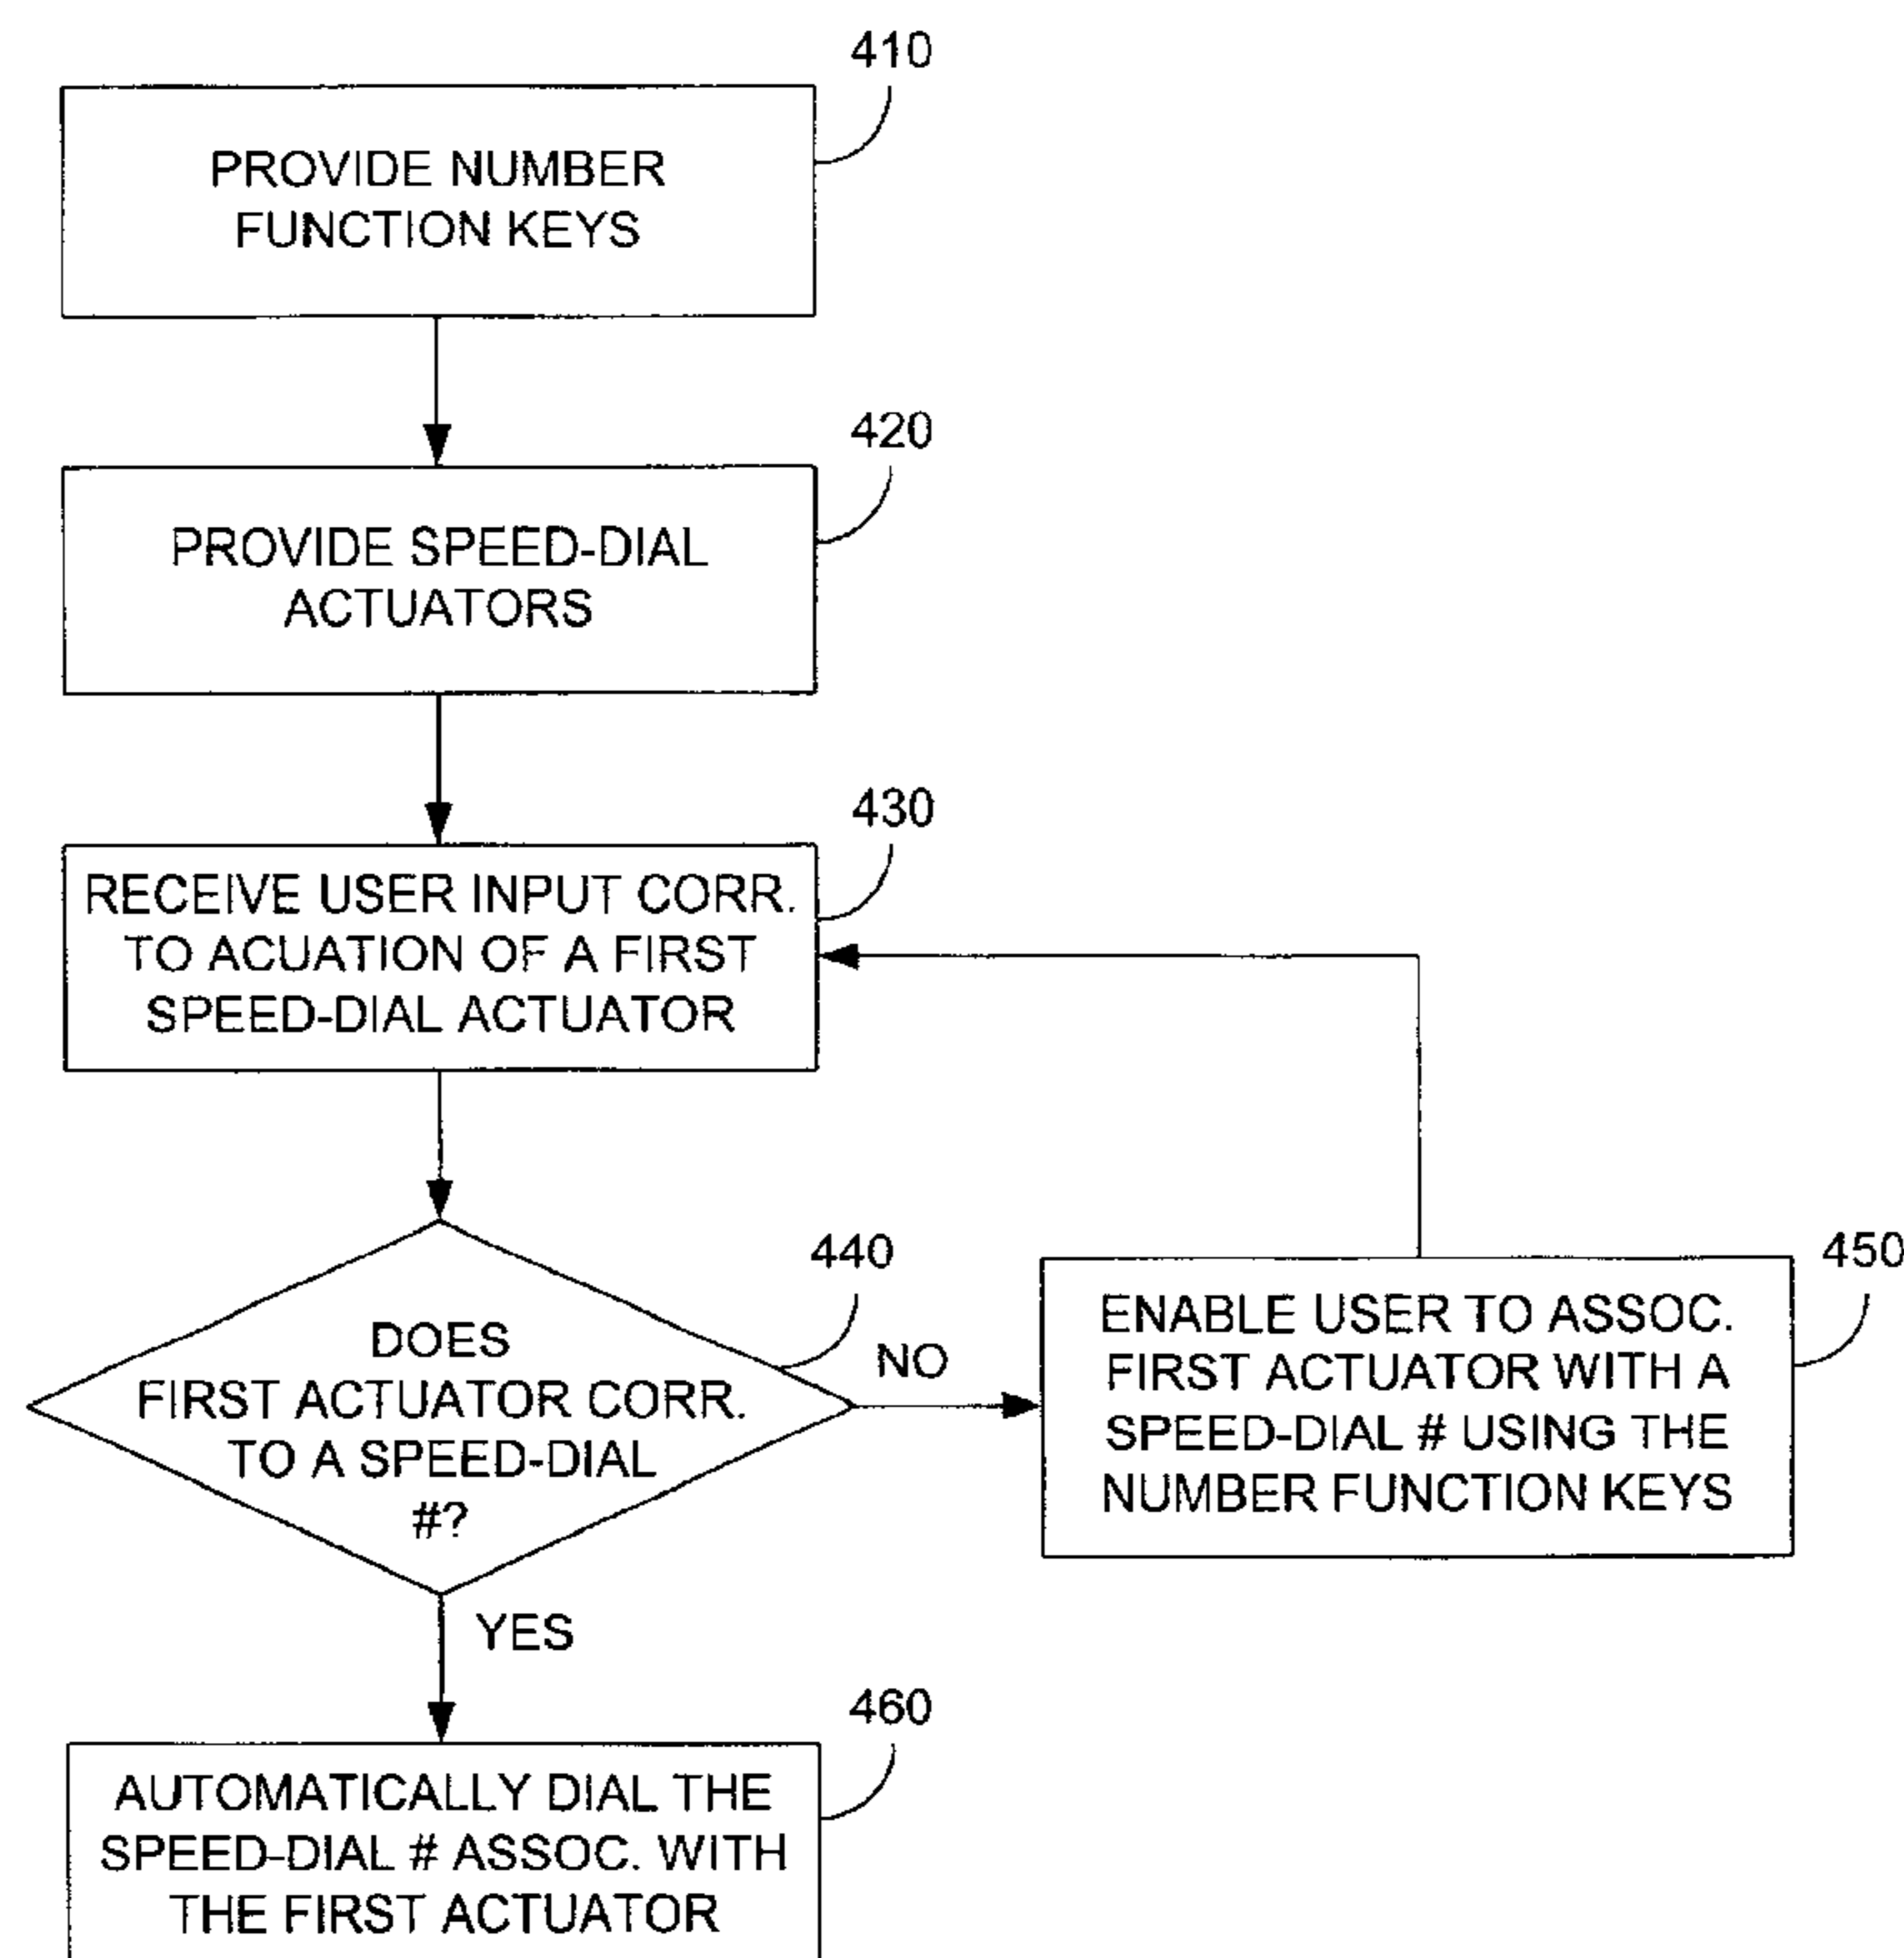 410
PROVIDE NUMBER
FUNCTION KEYS
420
PROVIDE SPEED-DIAL
ACTUATORS
430
RECEIVE USER INPUT CORR.
TO ACUATION OF A FIRST
SPEED-DIAL ACTUATOR
440
DOES
FIRST ACTUATOR CORR.
TO A SPEED-DIAL
#?
NO
450
ENABLE USER TO ASSOC.
FIRST ACTUATOR WITH A
SPEED-DIAL # USING THE
NUMBER FUNCTION KEYS
YES
460
AUTOMATICALLY DIAL THE
SPEED-DIAL # ASSOC. WITH
THE FIRST ACTUATOR